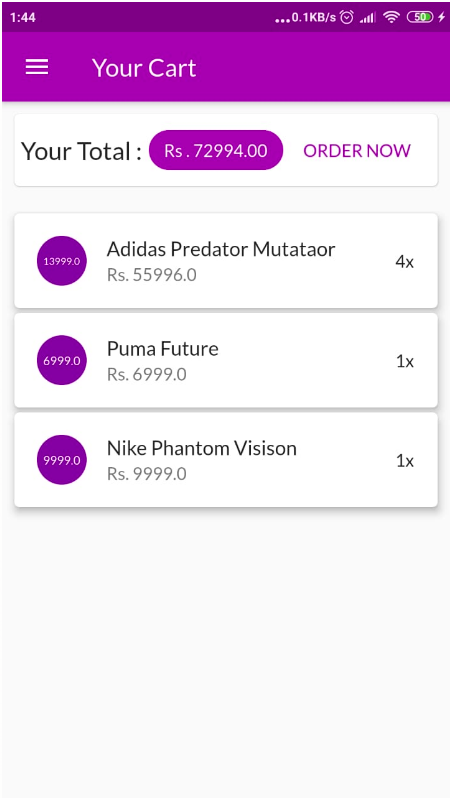 1:44 ...0.1KB/s 50
Your Cart
Your Total : Rs . 72994.00 ORDER NOW
13999.0 Adidas Predator Mutataor 4x
Rs. 55996.0
6999.0 Puma Future 1x
Rs. 6999.0
9999.0 Nike Phantom Visison 1x
Rs. 9999.0